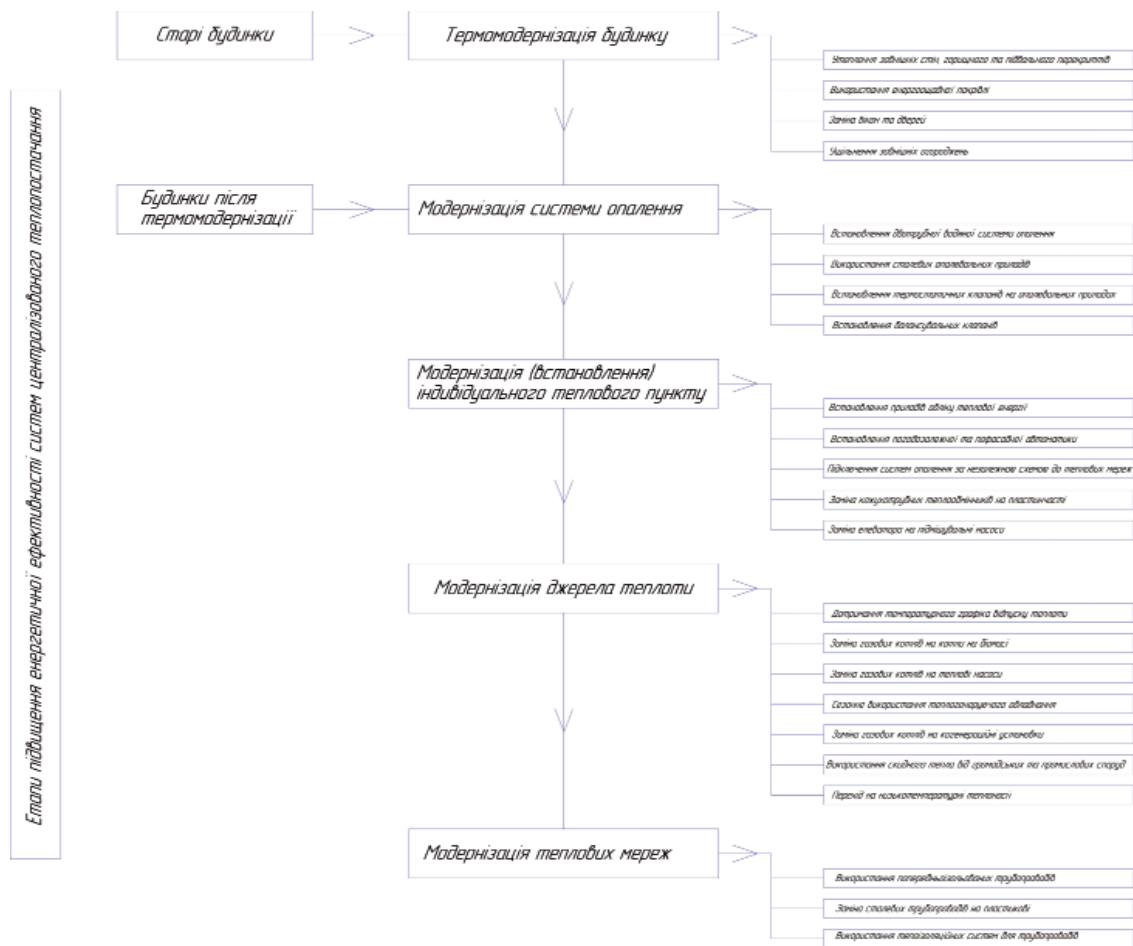 Етапи підвищення енергетичної ефективності систем централізованого теплопостачання
Старі будинки
Термомодернізація будинку
Утеплення зовнішніх стін, горищного та підвального перекриттів
Використання енергоощадної покрівлі
Заміна вікон та дверей
Ущільнення зовнішніх огороджень
Будинки після
термомодернізації
Модернізація системи опалення
Встановлення двотрубної водяної системи опалення
Використання сталевих опалювальних приладів
Встановлення термостатичних клапанів на опалювальних приладах
Встановлення балансувальних клапанів
Модернізація (встановлення)
індивідуального теплового пункту
Встановлення приладів обліку теплової енергії
Встановлення погодозалежної та пофасадної автоматики
Підключення систем опалення за незалежною схемою до теплових мереж
Заміна кожухотрубних теплообмінників на пластинчасті
Заміна елеватора на підмішувальні насоси
Модернізація джерела теплоти
Дотримання температурного графіка відпуску теплоти
Заміна газових котлів на котли на біомасі
Заміна газових котлів на теплові насоси
Сезонне використання теплогенеруючого обладнання
Заміна газових котлів на когенераційні установки
Використання скидного тепла від громадських та промислових споруд
Перехід на низькотемпературні теплоносії
Модернізація теплових мереж
Використання попередньоізольованих трубопроводів
Заміна сталевих трубопроводів на пластикові
Використання теплоізоляційних систем для трубопроводів